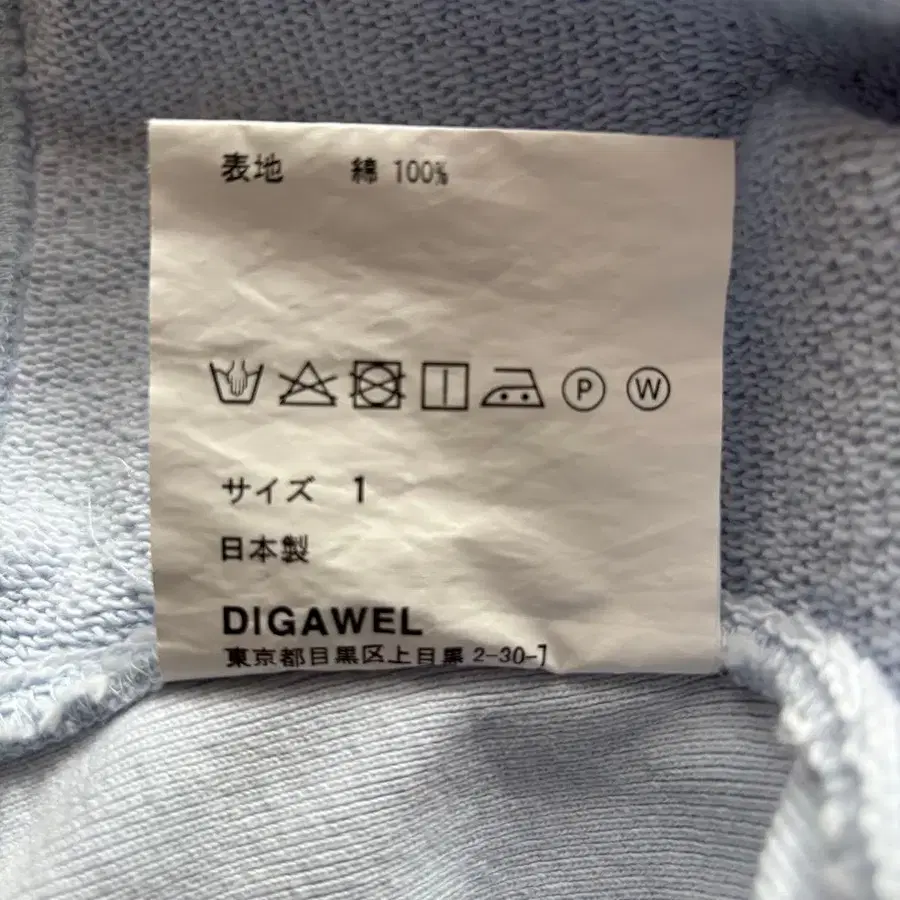 表地 綿 100%
P W
サイズ 1
日本製
DIGAWEL
東京都目黒区上目黒 2-30-7